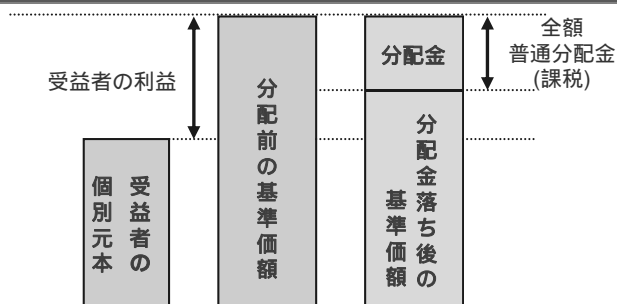 全額
普通分配金
(課税)
分配金
受益者の利益
分配前の基準価額
分配金落ち後の
基準価額
受益者の
個別元本